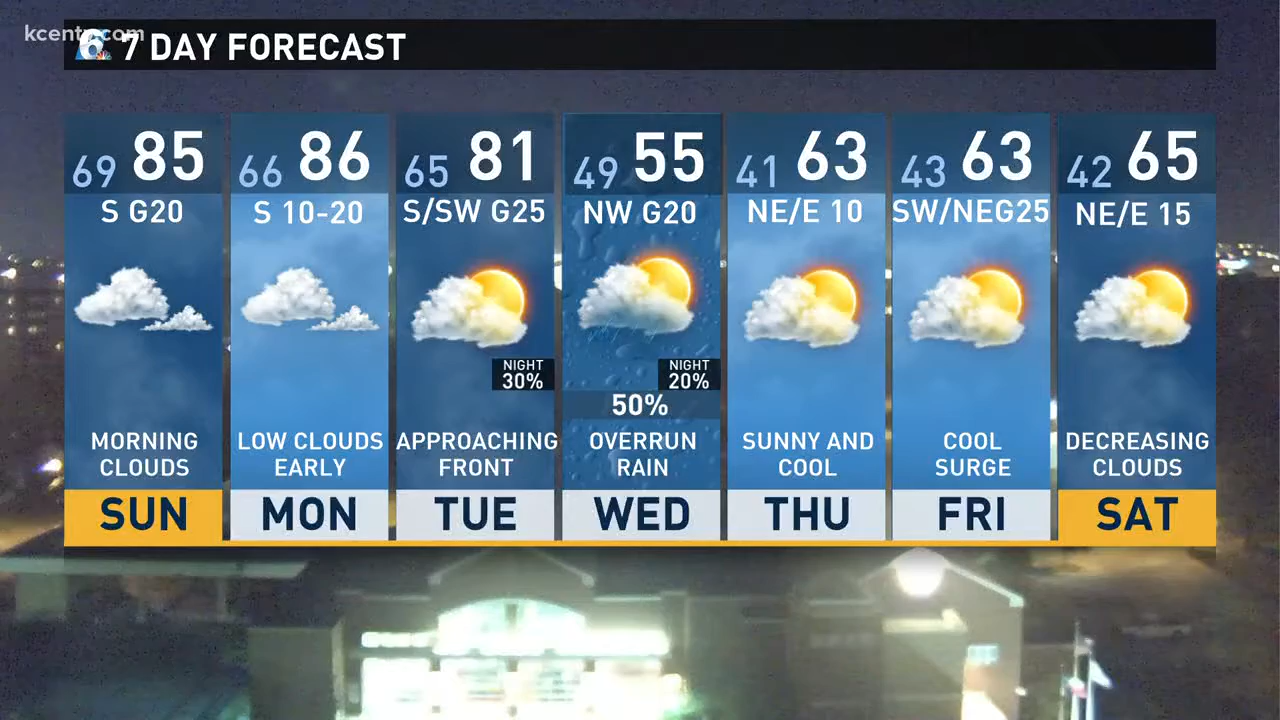 kcentv.com
6 7 DAY FORECAST
69 85
S G20
MORNING
CLOUDS
SUN
66 86
S 10-20
LOW CLOUDS
EARLY
MON
65 81
S/SW G25
NIGHT
30%
APPROACHING
FRONT
TUE
49 55
NW G20
NIGHT
20%
50%
OVERRUN
RAIN
WED
41 63
NE/E 10
SUNNY AND
COOL
THU
43 63
SW/NEG25
COOL
SURGE
FRI
42 65
NE/E 15
DECREASING
CLOUDS
SAT